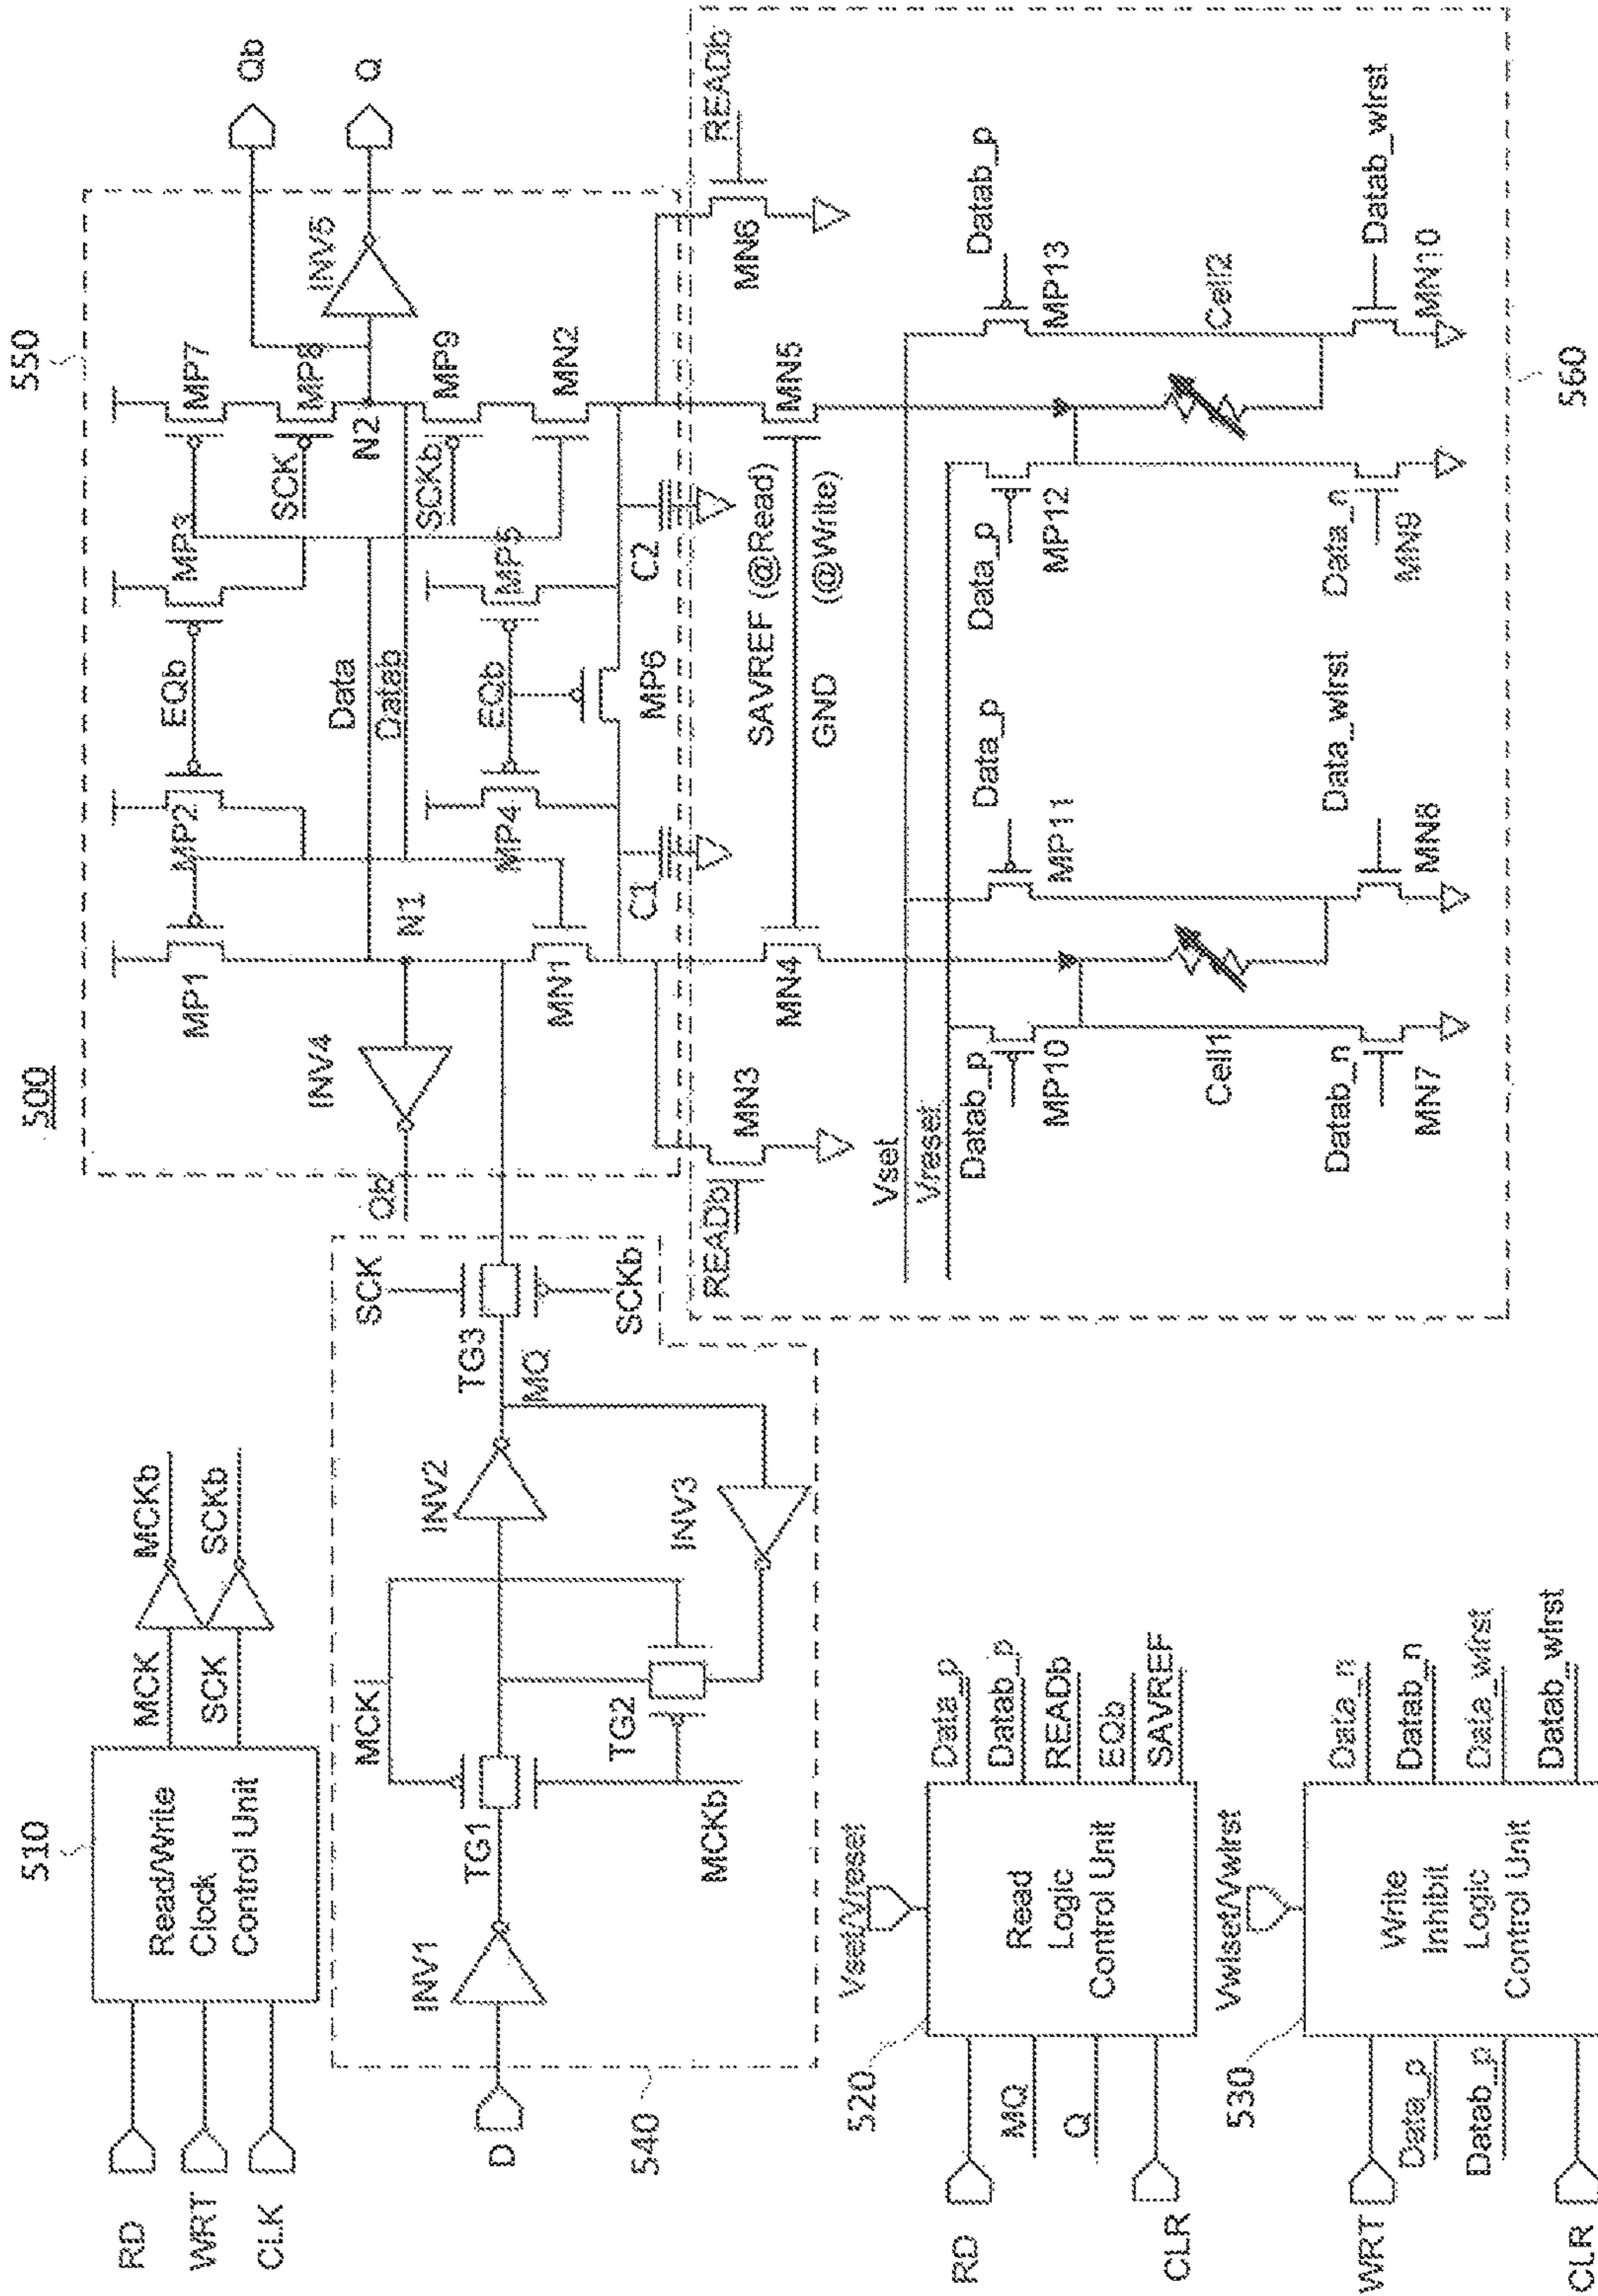 500
510
RD
WRT
CLK
Read/Write
Clock
Control Unit
MCK
SCK
MCKb
SCKb
540
D
INV1
TG1
MCK
MCKb
TG2
INV2
INV3
TG3
MQ
SCK
SCKb
550
Qb
INV4
MP1
N1
MN1
MP2
EQb
MP3
Data
Datab
MP4
EQb
MP5
MP6
C1
C2
MP7
SCK
MP8
N2
SCKb
MP9
MN2
INV5
Qb
Q
560
READb
MN3
MN4
SAVREF (@Read)
GND (@Write)
MN5
MN6
READb
Vset
Vreset
Datab_p
MP10
Data_p
MP11
Data_p
MP12
Datab_p
MP13
Cell1
Cell2
Datab_n
MN7
Data_wlrst
MN8
Data_n
MN9
Datab_wlrst
MN10
520
Vset/Vreset
RD
MQ
Q
CLR
Read
Logic
Control Unit
Data_p
Datab_p
READb
EQb
SAVREF
530
Vwlset/Vwlrst
WRT
Data_p
Datab_p
CLR
Write
Inhibit
Logic
Control Unit
Data_n
Datab_n
Data_wlrst
Datab_wlrst